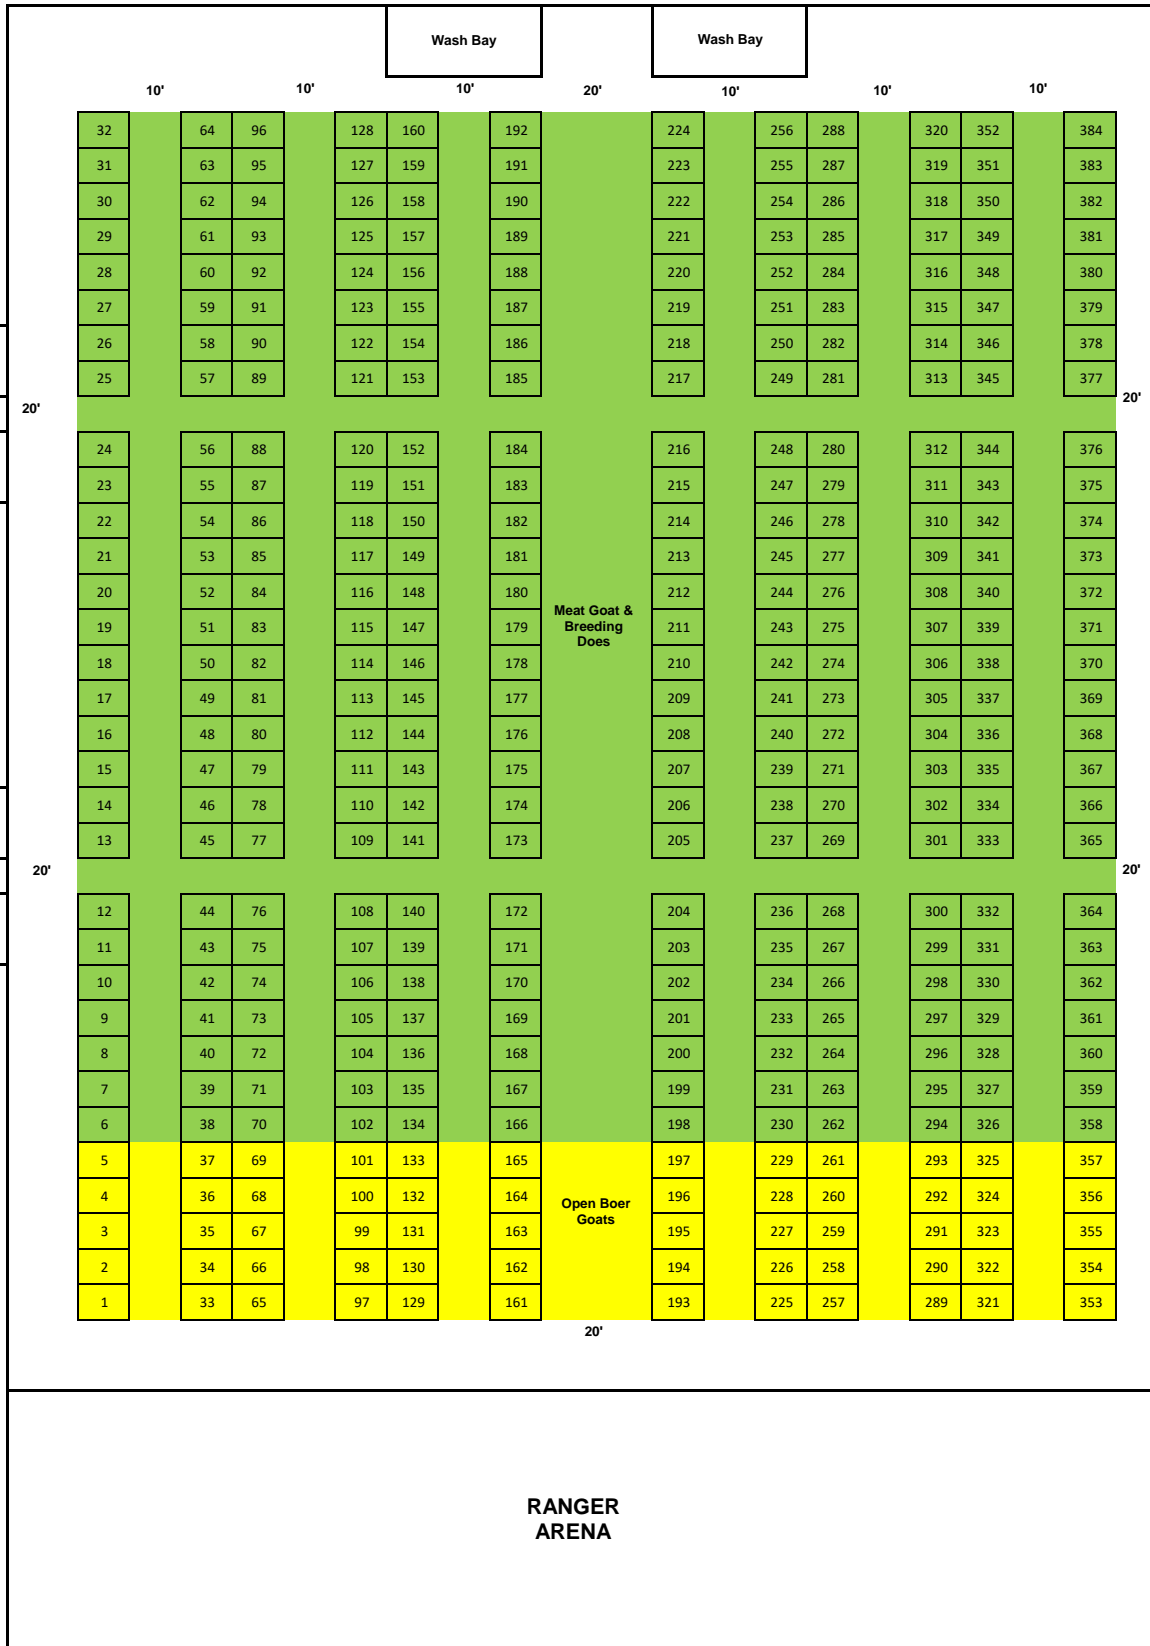 Wash Bay Wash Bay
10' 10' 10' 20' 10' 10' 10'
32 64 96 128 160 192 224 256 288 320 352 384
31 63 95 127 159 191 223 255 287 319 351 383
30 62 94 126 158 190 222 254 286 318 350 382
29 61 93 125 157 189 221 253 285 317 349 381
28 60 92 124 156 188 220 252 284 316 348 380
27 59 91 123 155 187 219 251 283 315 347 379
26 58 90 122 154 186 218 250 282 314 346 378
25 57 89 121 153 185 217 249 281 313 345 377
20' 20'
24 56 88 120 152 184 216 248 280 312 344 376
23 55 87 119 151 183 215 247 279 311 343 375
22 54 86 118 150 182 214 246 278 310 342 374
21 53 85 117 149 181 213 245 277 309 341 373
20 52 84 116 148 180 212 244 276 308 340 372
Meat Goat &
19 51 83 115 147 179 Breeding 211 243 275 307 339 371
Does
18 50 82 114 146 178 210 242 274 306 338 370
17 49 81 113 145 177 209 241 273 305 337 369
16 48 80 112 144 176 208 240 272 304 336 368
15 47 79 111 143 175 207 239 271 303 335 367
14 46 78 110 142 174 206 238 270 302 334 366
13 45 77 109 141 173 205 237 269 301 333 365
20' 20'
12 44 76 108 140 172 204 236 268 300 332 364
11 43 75 107 139 171 203 235 267 299 331 363
10 42 74 106 138 170 202 234 266 298 330 362
9 41 73 105 137 169 201 233 265 297 329 361
8 40 72 104 136 168 200 232 264 296 328 360
7 39 71 103 135 167 199 231 263 295 327 359
6 38 70 102 134 166 198 230 262 294 326 358
5 37 69 101 133 165 197 229 261 293 325 357
4 36 68 100 132 164 Open Boer 196 228 260 292 324 356
Goats
3 35 67 99 131 163 195 227 259 291 323 355
2 34 66 98 130 162 194 226 258 290 322 354
1 33 65 97 129 161 193 225 257 289 321 353
20'
RANGER
ARENA